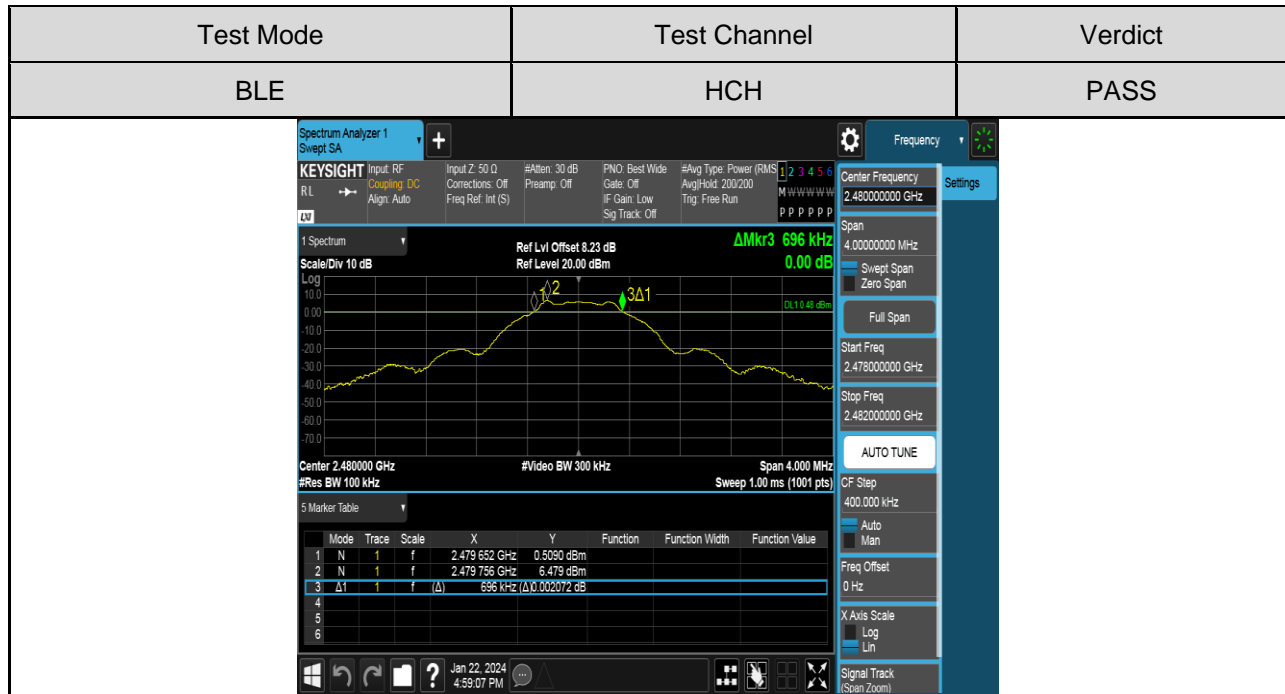 Test Mode Test Channel Verdict
BLE HCH PASS
Spectrum Analyzer 1
Swept SA
+
Frequency
KEYSIGHT
RL
LXI
Input: RF
Coupling: DC
Align: Auto
Input Z: 50 Ω
Corrections: Off
Freq Ref: Int (S)
#Atten: 30 dB
Preamp: Off
PNO: Best Wide
Gate: Off
IF Gain: Low
Sig Track: Off
#Avg Type: Power (RMS
Avg|Hold: 200/200
Trig: Free Run
1 2 3 4 5 6
M W W W W W
P P P P P P
1 Spectrum
Scale/Div 10 dB
Ref Lvl Offset 8.23 dB
Ref Level 20.00 dBm
ΔMkr3 696 kHz
0.00 dB
Log
10.0
0.00
-10.0
-20.0
-30.0
-40.0
-50.0
-60.0
-70.0
1 2 3Δ1
DL1 0.48 dBm
Center 2.480000 GHz
#Res BW 100 kHz
#Video BW 300 kHz
Span 4.000 MHz
Sweep 1.00 ms (1001 pts)
5 Marker Table
Mode Trace Scale X Y Function Function Width Function Value
1 N 1 f 2.479 652 GHz 0.5090 dBm
2 N 1 f 2.479 756 GHz 6.479 dBm
3 Δ1 1 f (Δ) 696 kHz (Δ) 0.002072 dB
4
5
6
?
Jan 22, 2024
4:59:07 PM
Center Frequency
2.480000000 GHz
Settings
Span
4.00000000 MHz
Swept Span
Zero Span
Full Span
Start Freq
2.478000000 GHz
Stop Freq
2.482000000 GHz
AUTO TUNE
CF Step
400.000 kHz
Auto
Man
Freq Offset
0 Hz
X Axis Scale
Log
Lin
Signal Track
(Span Zoom)